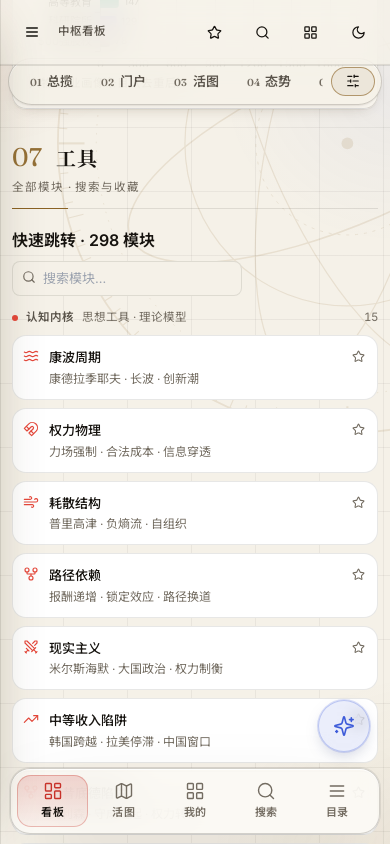 中枢看板
01 总揽 02 门户 03 活图 04 态势
07 工具
全部模块 · 搜索与收藏
快速跳转 · 298 模块
搜索模块...
认知内核 思想工具 · 理论模型 15
康波周期
康德拉季耶夫 · 长波 · 创新潮
权力物理
力场强制 · 合法成本 · 信息穿透
耗散结构
普里高津 · 负熵流 · 自组织
路径依赖
报酬递增 · 锁定效应 · 路径换道
现实主义
米尔斯海默 · 大国政治 · 权力制衡
中等收入陷阱
韩国跨越 · 拉美停滞 · 中国窗口
看板 活图 我的 搜索 目录